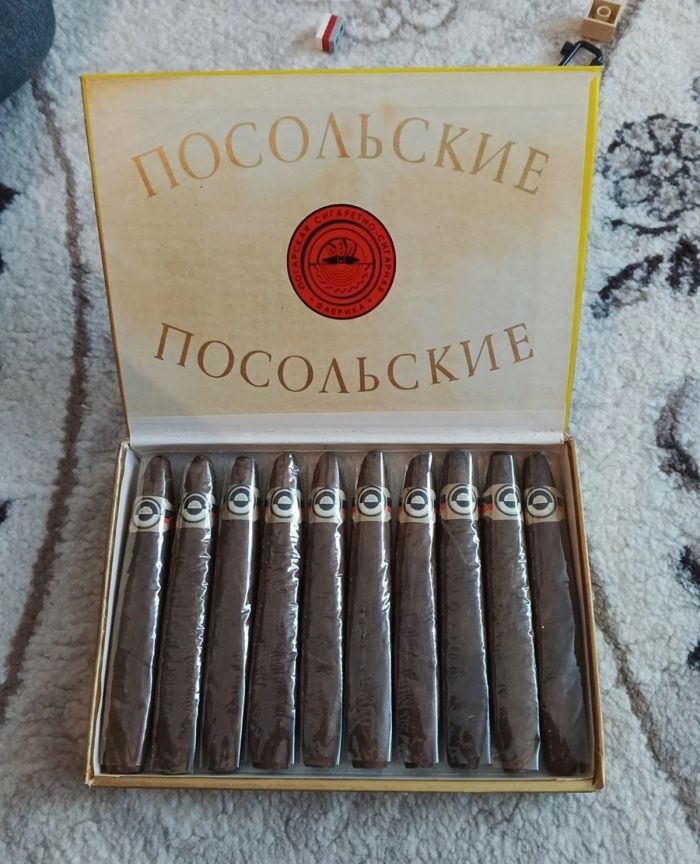 ПОСОЛЬСКИЕ
ПОГАРСКАЯ СИГАРЕТНО-СИГАРНАЯ
• ФАБРИКА •
ПОСОЛЬСКИЕ